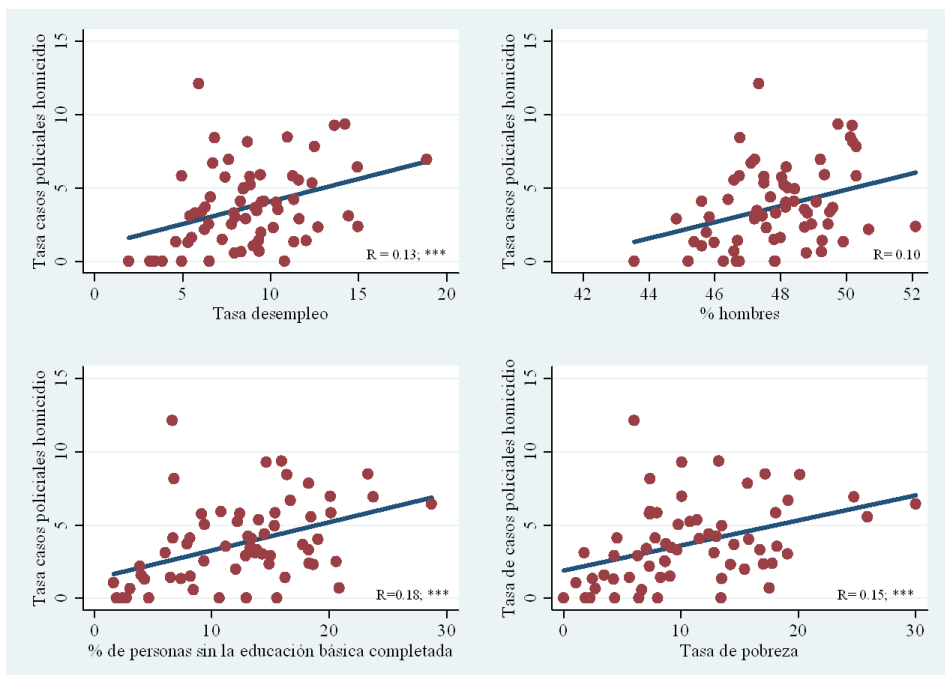 Tasa casos policiales homicidio
15
10
5
0
R = 0.13; ***
0 5 10 15 20
Tasa desempleo
Tasa casos policiales homicidio
15
10
5
0
R= 0.10
42 44 46 48 50 52
% hombres
Tasa casos policiales homicidio
15
10
5
0
R=0.18; ***
0 10 20 30
% de personas sin la educación básica completada
Tasa de casos policiales homicidio
15
10
5
0
R= 0.15; ***
0 10 20 30
Tasa de pobreza